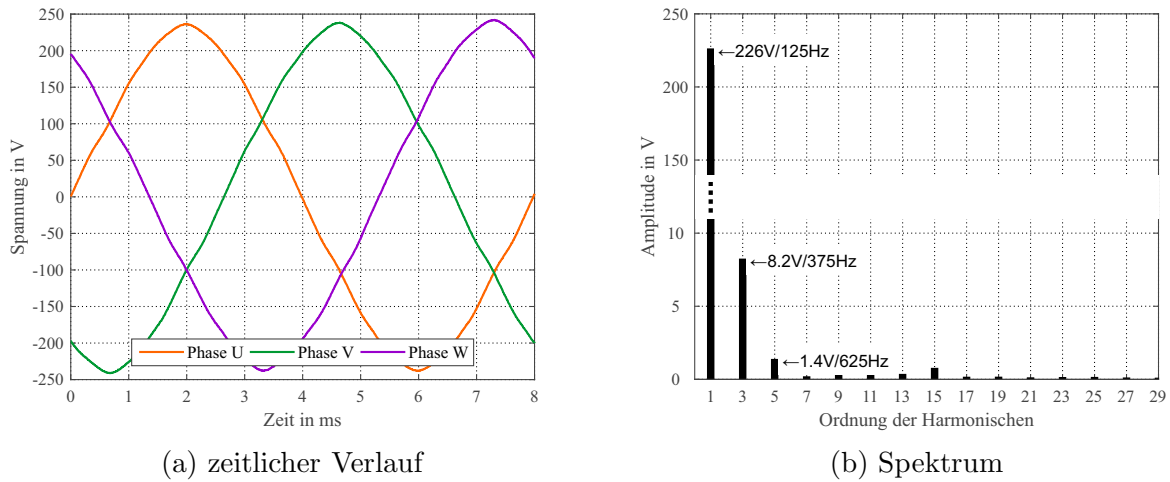 250
200
150
100
50
0
-50
-100
-150
-200
-250
Spannung in V
Phase U Phase V Phase W
0 1 2 3 4 5 6 7 8
Zeit in ms
(a) zeitlicher Verlauf
250
200
150
10
5
0
Amplitude in V
←226V/125Hz
←8.2V/375Hz
←1.4V/625Hz
1 3 5 7 9 11 13 15 17 19 21 23 25 27 29
Ordnung der Harmonischen
(b) Spektrum